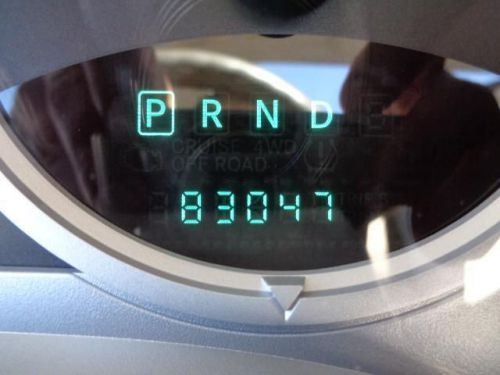 P R N D
CRUISE 4WD
OFF ROAD
83047